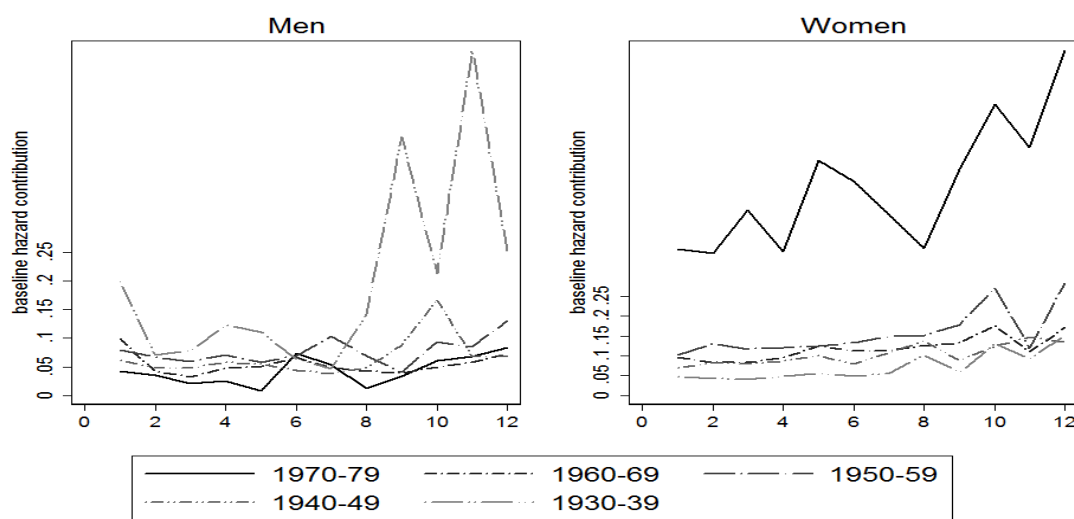 Men
baseline hazard contribution
.25
.2
.15
.1
.05
0
0 2 4 6 8 10 12
Women
baseline hazard contribution
.25
.15
.2
.1
.05
0
0 2 4 6 8 10 12
1970-79 1960-69 1950-59
1940-49 1930-39